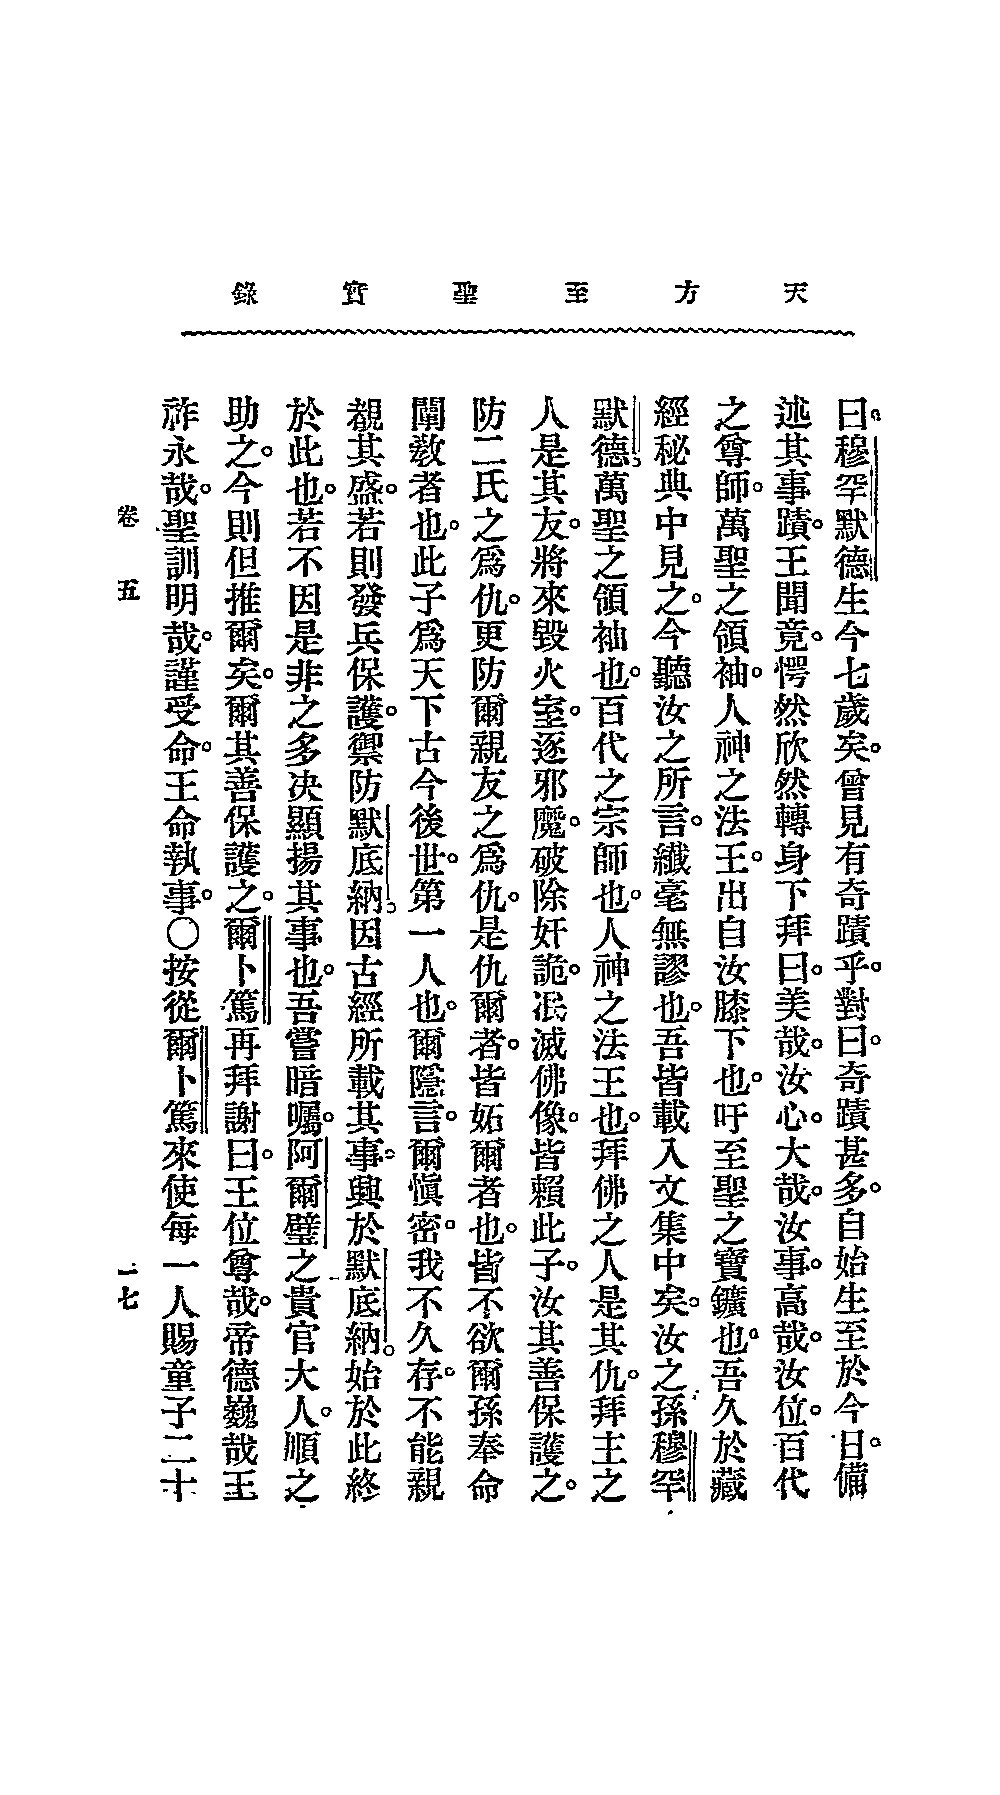 天方至聖實錄
曰。穆罕默德生今七歲矣。曾見有奇蹟乎。對曰。奇蹟甚多。自始生至於今日。備
述其事蹟。王聞竟。愕然欣然轉身下拜曰。美哉。汝心。大哉。汝事。高哉。汝位。百代
之尊師。萬聖之領袖。人神之法王。出自汝膝下也。吁至聖之寶鑛也。吾久於藏
經秘典中見之。今聽汝之所言。纖毫無謬也。吾皆載入文集中矣。汝之孫穆罕
默德。萬聖之領袖也。百代之宗師也。人神之法王也。拜佛之人是其仇。拜主之
人是其友。將來毀火室。逐邪魔。破除奸詭。泯滅佛像。皆賴此子。汝其善保護之。
防二氏之爲仇。更防爾親友之爲仇。是仇爾者。皆妬爾者也。皆不欲爾孫奉命
闡敎者也。此子爲天下古今後世。第一人也。爾隱言。爾愼密。我不久存。不能親
覩其盛。若則發兵保護。禦防默底納。因古經所載其事。興於默底納。始於此終
於此也。若不因是非之多決顯揚其事也。吾嘗暗囑。阿爾璧之貴官大人。順之
助之。今則但推爾矣。爾其善保護之。爾卜篤再拜謝曰。王位尊哉。帝德巍哉王
祚永哉。聖訓明哉。謹受命。王命執事。〇按從爾卜篤來使每一人賜童子二十
卷五
一七